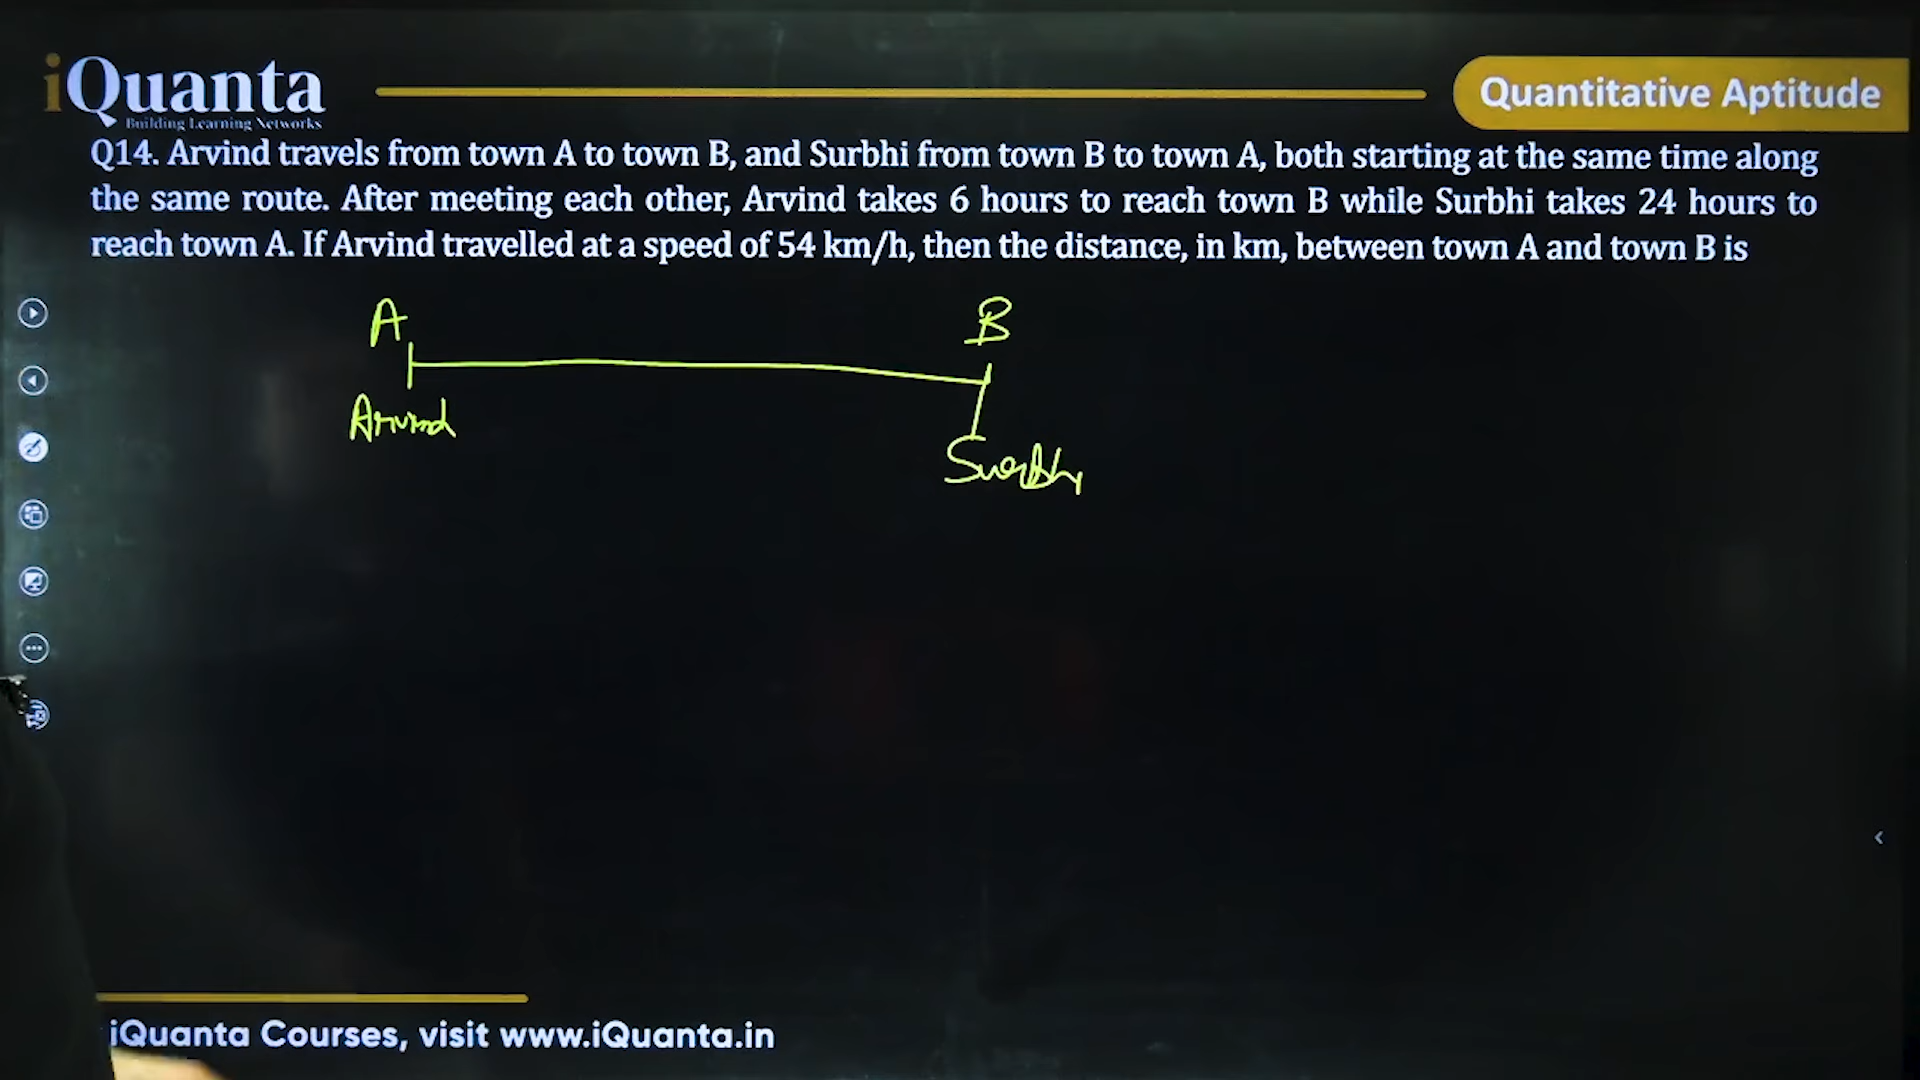 iQuanta
Building Learning Networks
Quantitative Aptitude
Q14. Arvind travels from town A to town B, and Surbhi from town B to town A, both starting at the same time along
the same route. After meeting each other, Arvind takes 6 hours to reach town B while Surbhi takes 24 hours to
reach town A. If Arvind travelled at a speed of 54 km/h, then the distance, in km, between town A and town B is
A
B
Arvind
Surbhi
iQuanta Courses, visit www.iQuanta.in